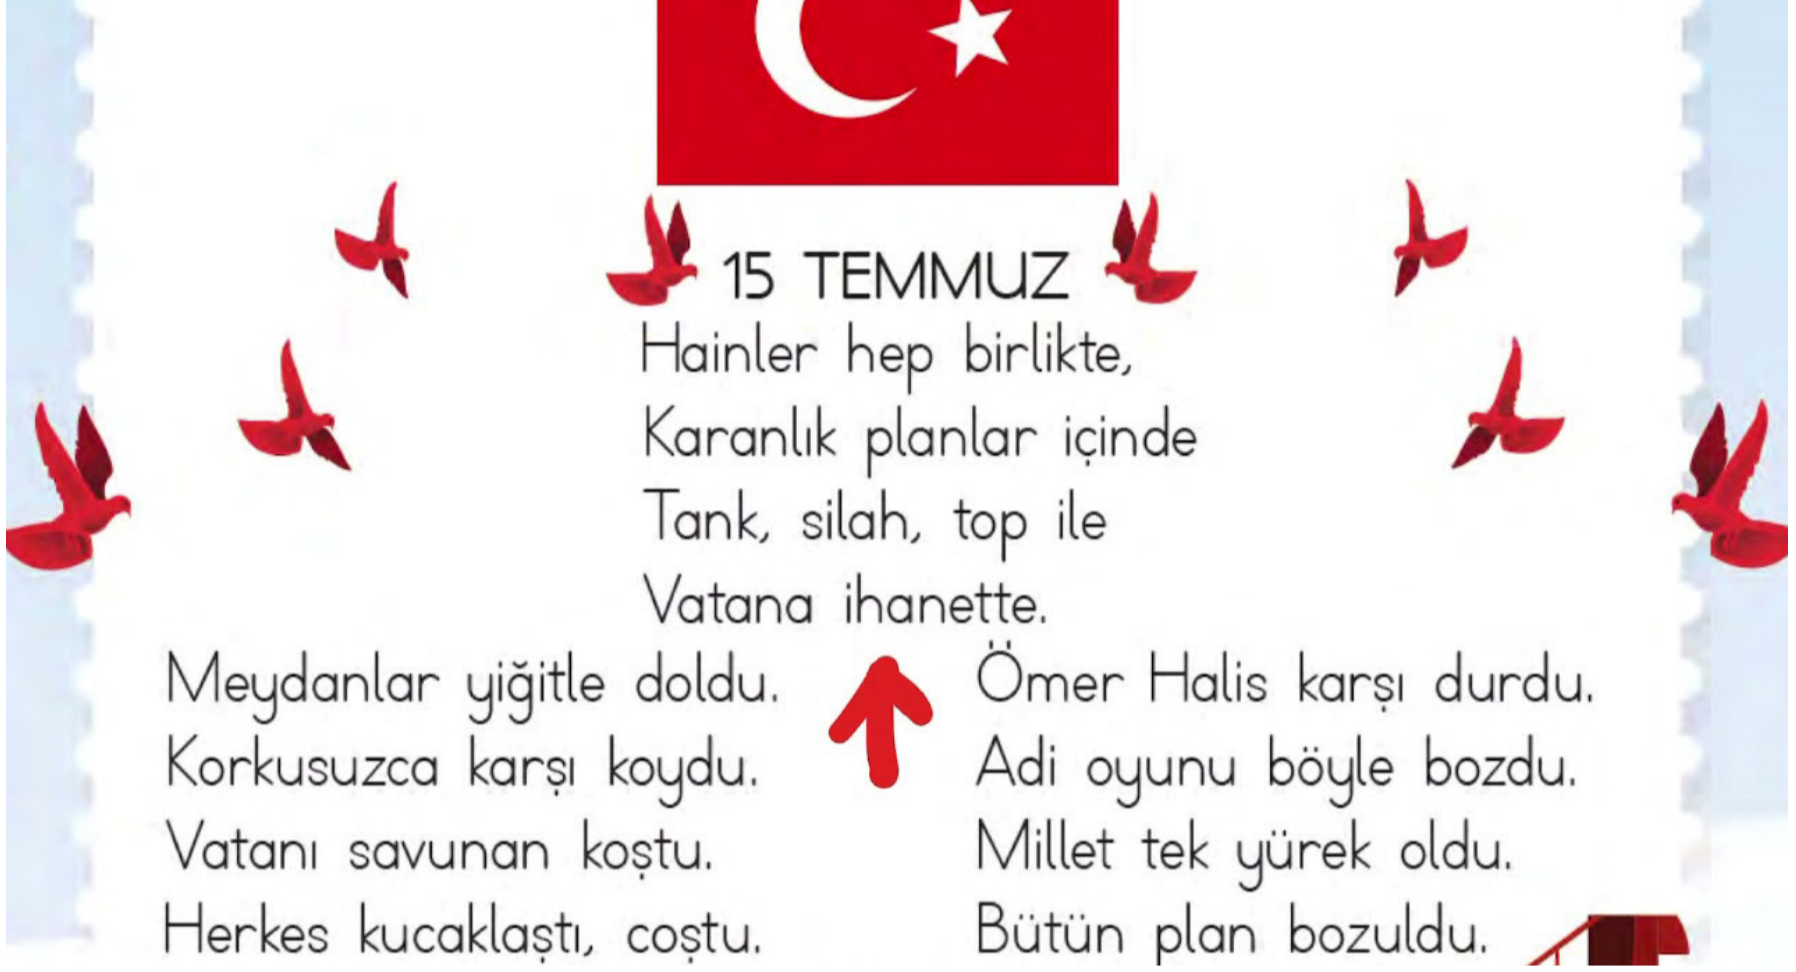 15 TEMMUZ
Hainler hep birlikte,
Karanlık planlar içinde
Tank, silah, top ile
Vatana ihanette.
Meydanlar yiğitle doldu.
Korkusuzca karşı koydu.
Vatanı savunan koştu.
Herkes kucaklaştı, coştu.
Ömer Halis karşı durdu.
Adi oyunu böyle bozdu.
Millet tek yürek oldu.
Bütün plan bozuldu.